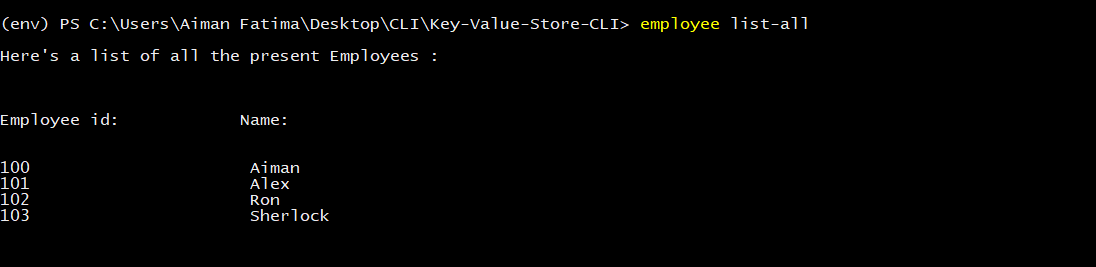 (env) PS C:\Users\Aiman Fatima\Desktop\CLI\Key-Value-Store-CLI> employee list-all
Here's a list of all the present Employees :
Employee id: Name:
100 Aiman
101 Alex
102 Ron
103 Sherlock